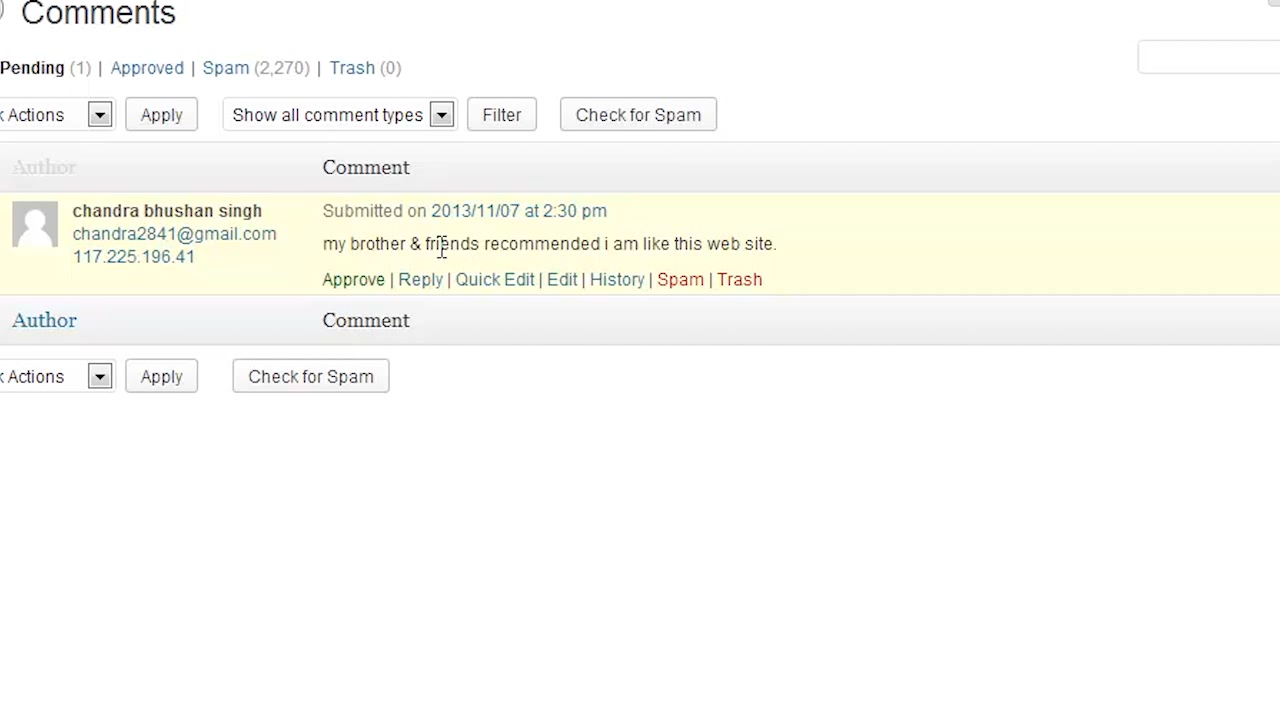 Comments
Pending (1) | Approved | Spam (2,270) | Trash (0)
Actions Apply Show all comment types Filter Check for Spam
Author Comment
chandra bhushan singh Submitted on 2013/11/07 at 2:30 pm
chandra2841@gmail.com my brother & friends recommended i am like this web site.
117.225.196.41
Approve | Reply | Quick Edit | Edit | History | Spam | Trash
Author Comment
Actions Apply Check for Spam